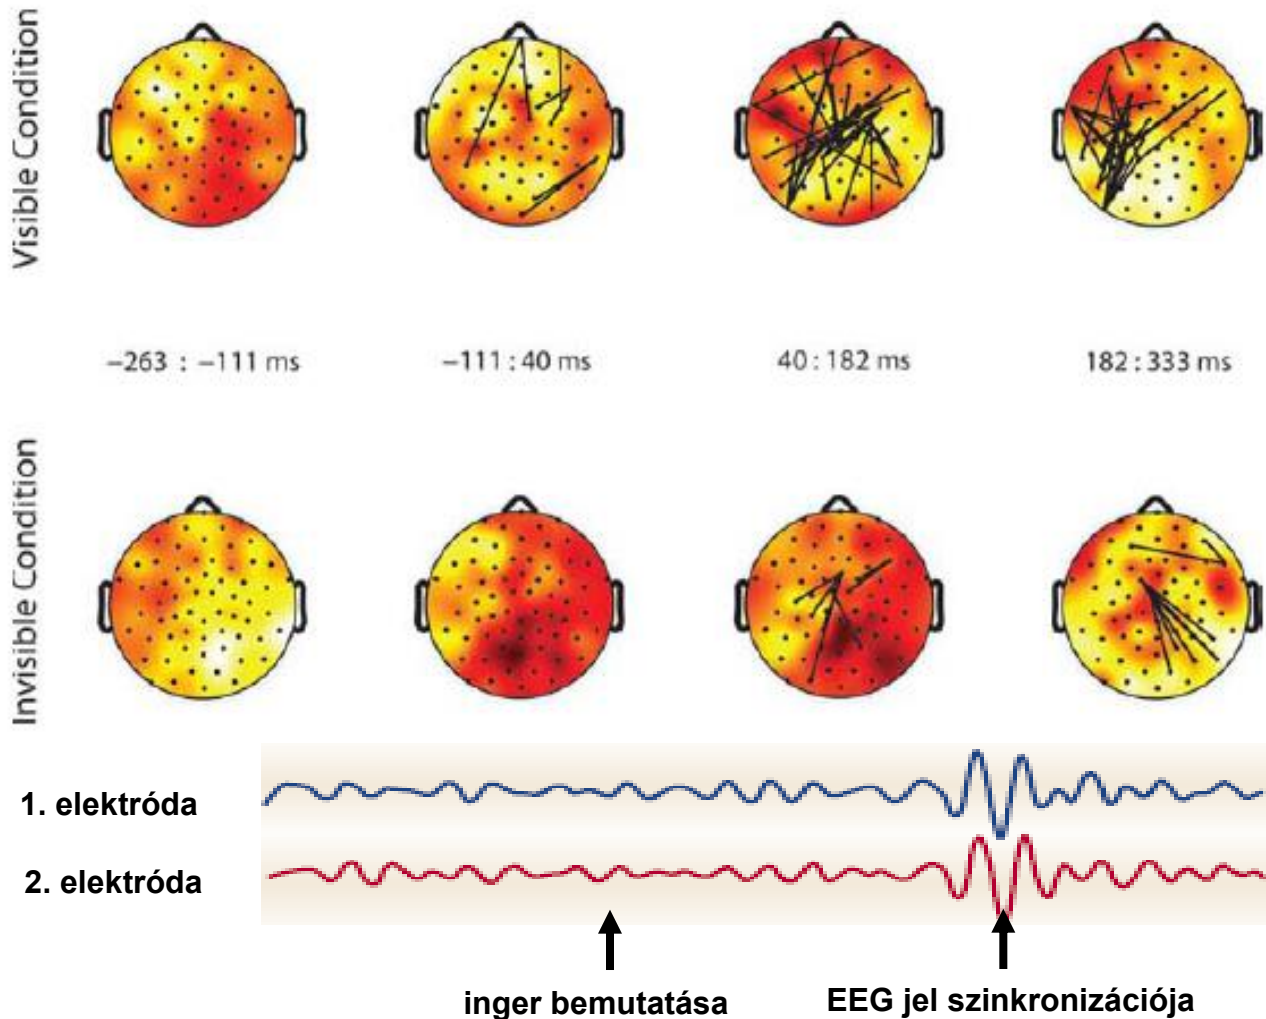 Visible Condition
−263 : −111 ms
−111 : 40 ms
40 : 182 ms
182 : 333 ms
Invisible Condition
1. elektróda
2. elektróda
inger bemutatása
EEG jel szinkronizációja